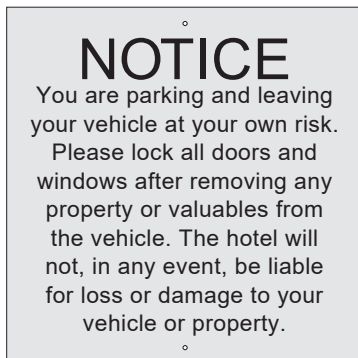 NOTICE
You are parking and leaving
your vehicle at your own risk.
Please lock all doors and
windows after removing any
property or valuables from
the vehicle. The hotel will
not, in any event, be liable
for loss or damage to your
vehicle or property.